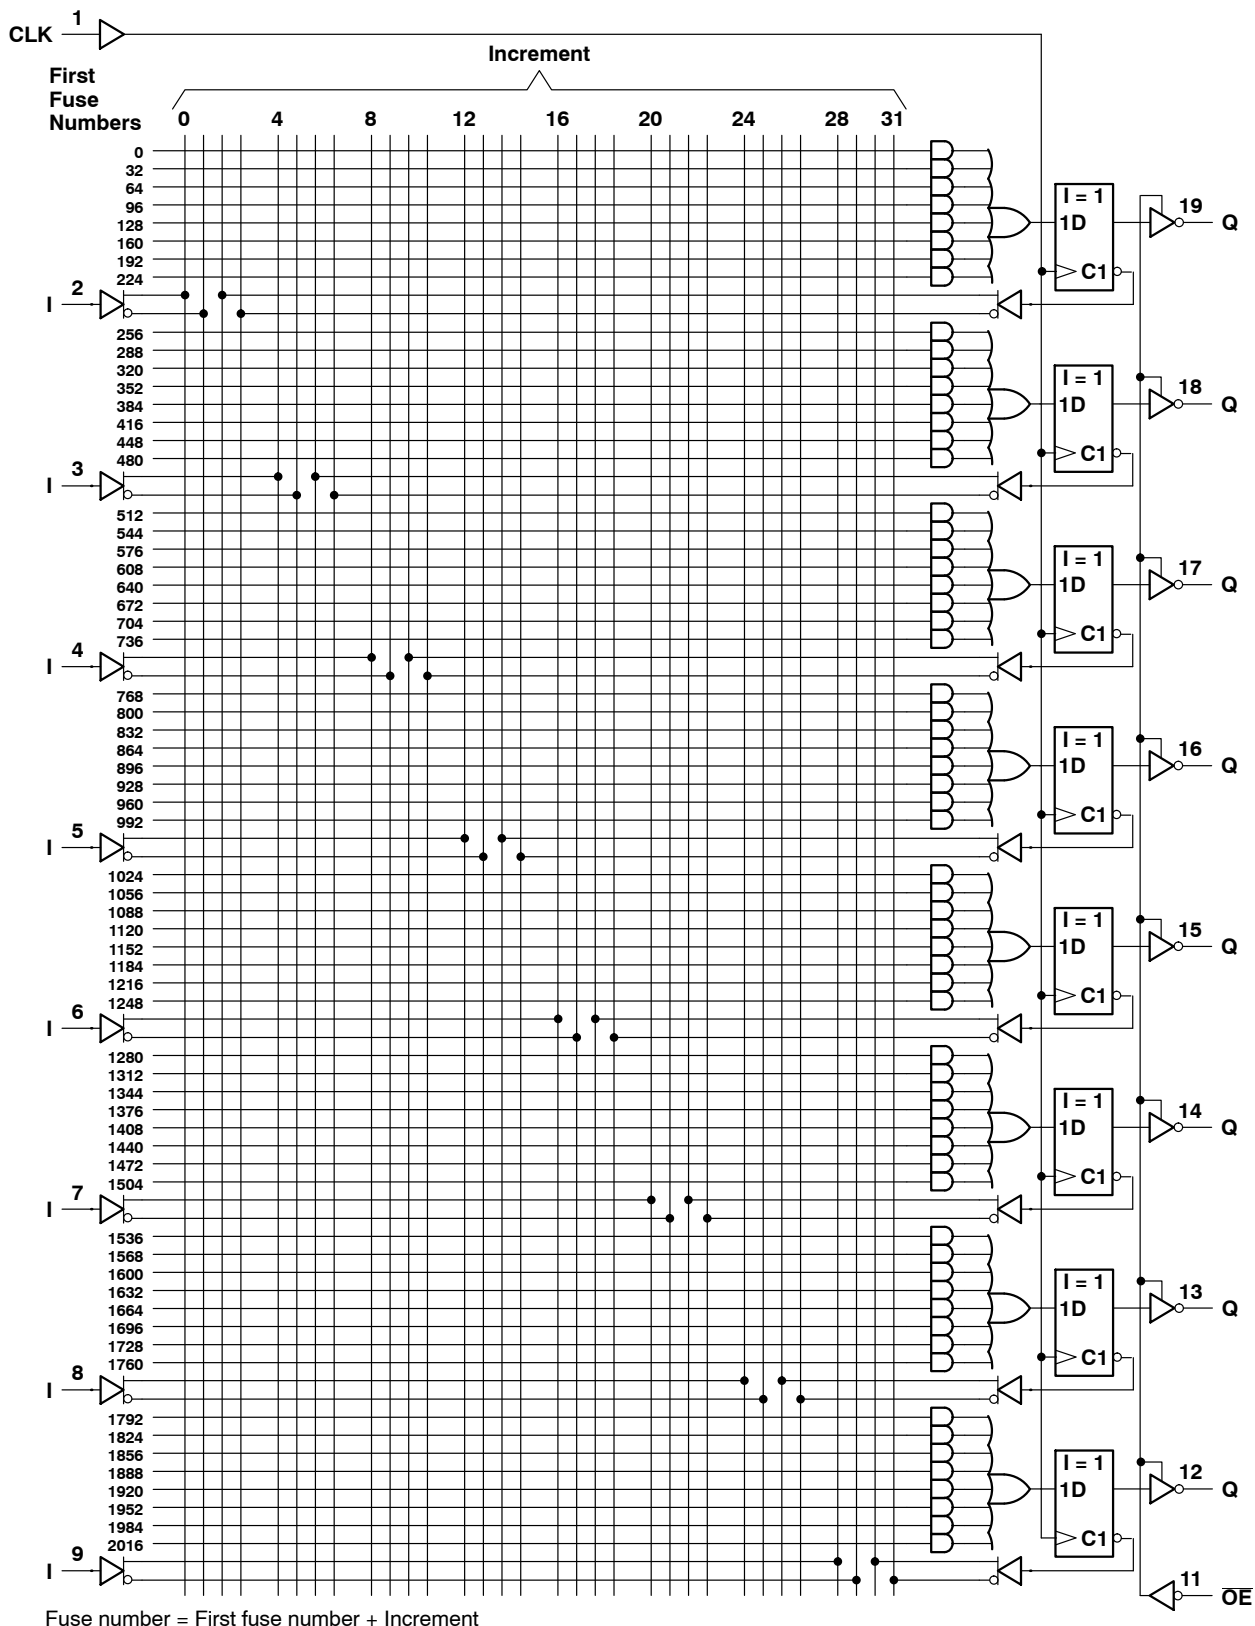 CLK 1
Increment
First
Fuse
Numbers
0 4 8 12 16 20 24 28 31
0
32
64
96
128
160
192
224
I = 1
1D
C1
19 Q
I 2
256
288
320
352
384
416
448
480
I = 1
1D
C1
18 Q
I 3
512
544
576
608
640
672
704
736
I = 1
1D
C1
17 Q
I 4
768
800
832
864
896
928
960
992
I = 1
1D
C1
16 Q
I 5
1024
1056
1088
1120
1152
1184
1216
1248
I = 1
1D
C1
15 Q
I 6
1280
1312
1344
1376
1408
1440
1472
1504
I = 1
1D
C1
14 Q
I 7
1536
1568
1600
1632
1664
1696
1728
1760
I = 1
1D
C1
13 Q
I 8
1792
1824
1856
1888
1920
1952
1984
2016
I = 1
1D
C1
12 Q
I 9
11 O̅E̅
Fuse number = First fuse number + Increment